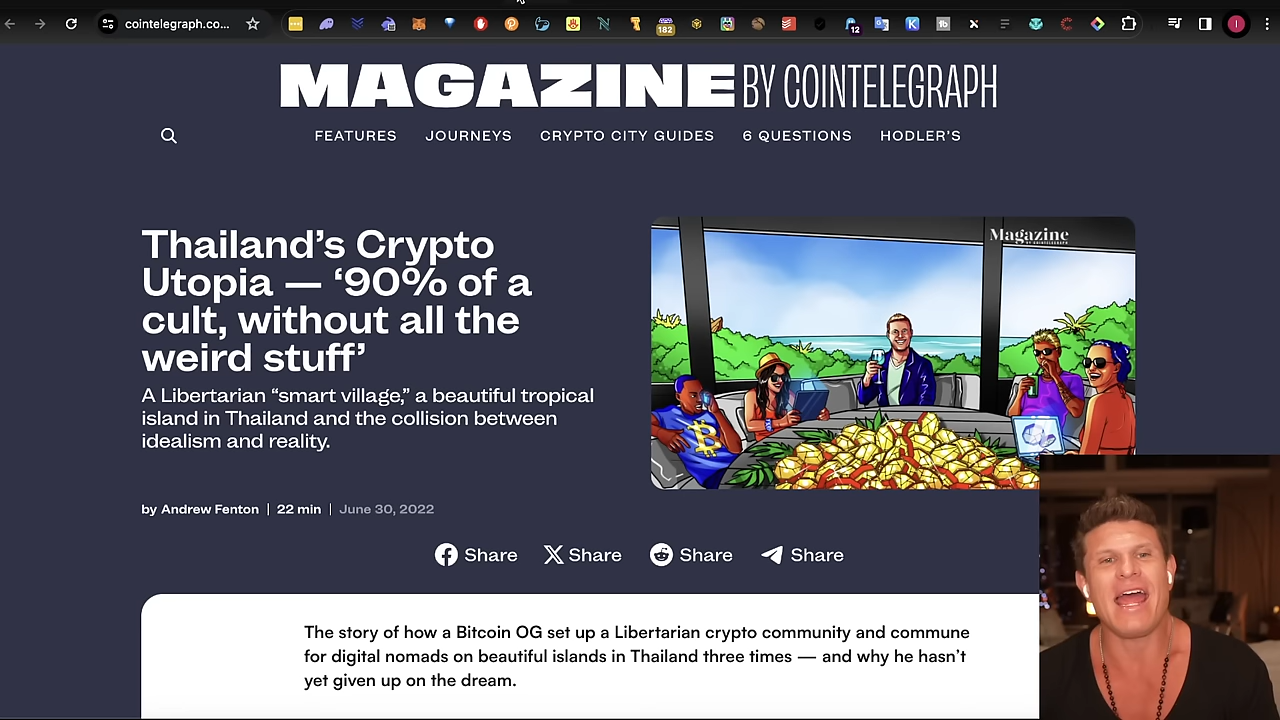 cointelegraph.co...
182
12
MAGAZINE BY COINTELEGRAPH
FEATURES JOURNEYS CRYPTO CITY GUIDES 6 QUESTIONS HODLER'S
Thailand's Crypto
Utopia — '90% of a
cult, without all the
weird stuff'
Magazine
BY COINTELEGRAPH
A Libertarian “smart village,” a beautiful tropical
island in Thailand and the collision between
idealism and reality.
by Andrew Fenton | 22 min | June 30, 2022
Share Share Share Share
The story of how a Bitcoin OG set up a Libertarian crypto community and commune
for digital nomads on beautiful islands in Thailand three times — and why he hasn't
yet given up on the dream.